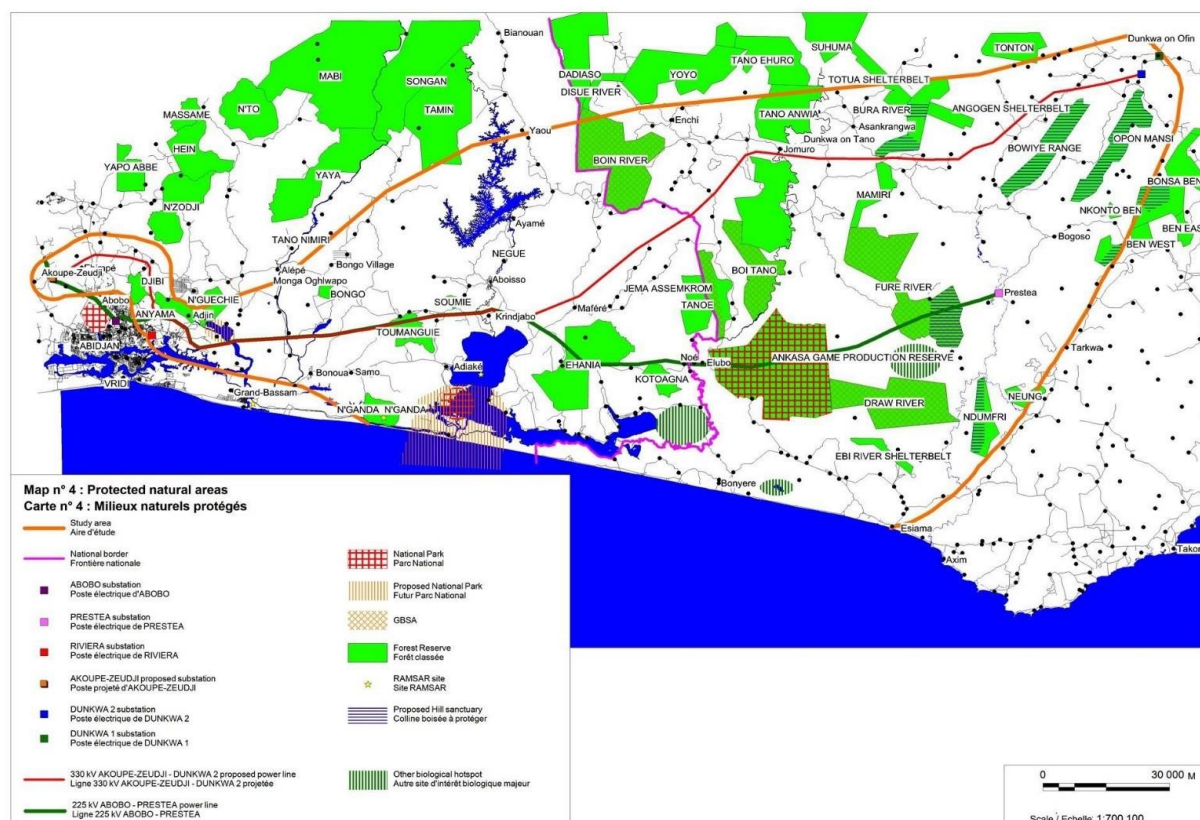 Bianouan
MABI
SONGAN
TAMIN
N'TO
MASSAME
HEIN
YAPO ABBE
N'ZODJI
YAYA
TANO NIMIRI
Yaou
Ayamé
NEGUE
Aboisso
DADIASO
DISUE RIVER
YOYO
TANO EHURO
SUHUMA
TONTON
Dunkwa on Ofin
TOTUA SHELTERBELT
Enchi
TANO ANWIA
BURA RIVER
Asankrangwa
ANGOGEN SHELTERBELT
Dunkwa on Tano
Jomuro
BOIN RIVER
BOWIYE RANGE
OPON MANSI
BONSA BEN
NKONTO BEN
BEN EAS
BEN WEST
MAMIRI
Bogoso
BOI TANO
FURE RIVER
Prestea
JEMA ASSEMKROM
TANOE
Akoupe-Zeudji
DJIBI
Abobo
ANYAMA
N'GUECHIE
Adjin
ABIDJAN
VRIDI
Alépé
Monga Oghlwapo
Bongo Village
BONGO
SOUMIE
Krindjabo
Maféré
TOUMANGUIE
EHANIA
Noé
Elubo
ANKASA GAME PRODUCTION RESERVE
Tarkwa
KOTOAGNA
Bonoua
Samo
Adiaké
Grand-Bassam
N'GANDA N'GANDA
DRAW RIVER
NEUNG
NDUMFRI
EBI RIVER SHELTERBELT
Bonyere
Esiama
Axim
Takor
Map n° 4 : Protected natural areas
Carte n° 4 : Milieux naturels protégés
Study area
Aire d'étude
National border
Frontière nationale
ABOBO substation
Poste électrique d'ABOBO
PRESTEA substation
Poste électrique de PRESTEA
RIVIERA substation
Poste électrique de RIVIERA
AKOUPE-ZEUDJI proposed substation
Poste projeté d'AKOUPE-ZEUDJI
DUNKWA 2 substation
Poste électrique de DUNKWA 2
DUNKWA 1 substation
Poste électrique de DUNKWA 1
330 kV AKOUPE-ZEUDJI - DUNKWA 2 proposed power line
Ligne 330 kV AKOUPE-ZEUDJI - DUNKWA 2 projetée
225 kV ABOBO - PRESTEA power line
Ligne 225 kV ABOBO - PRESTEA
National Park
Parc National
Proposed National Park
Futur Parc National
GBSA
Forest Reserve
Forêt classée
RAMSAR site
Site RAMSAR
Proposed Hill sanctuary
Colline boisée à protéger
Other biological hotspot
Autre site d'intérêt biologique majeur
0 30 000 M
Scale / Echelle: 1:700 100